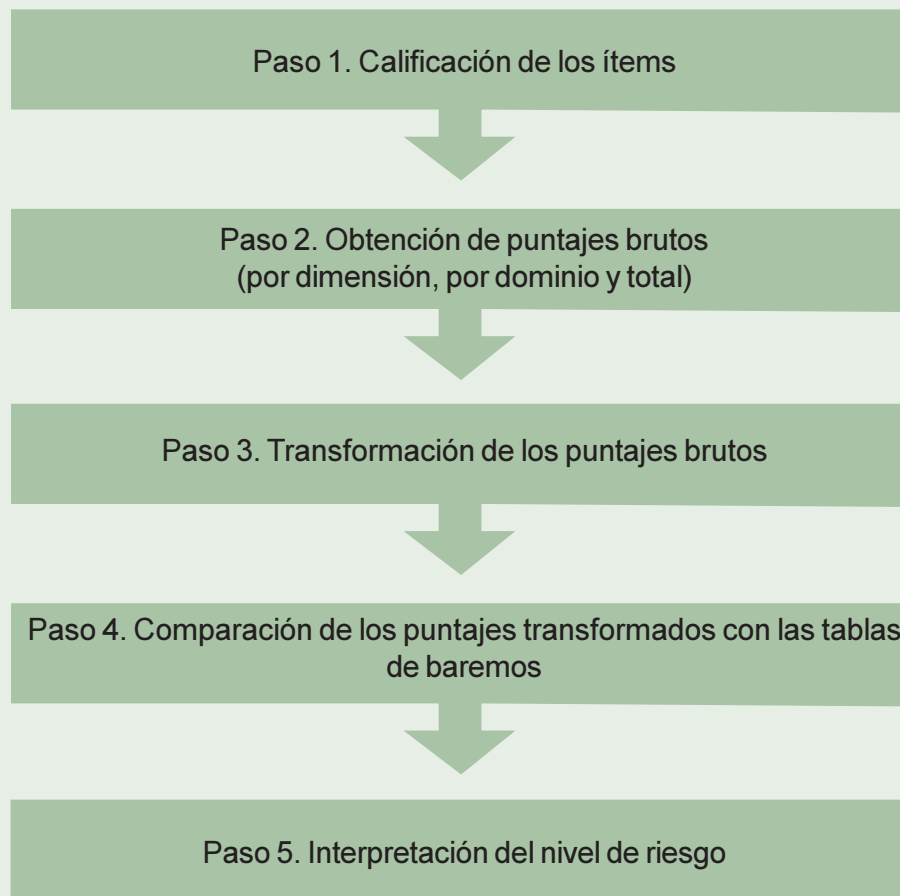 Paso 1. Calificación de los ítems
Paso 2. Obtención de puntajes brutos
(por dimensión, por dominio y total)
Paso 3. Transformación de los puntajes brutos
Paso 4. Comparación de los puntajes transformados con las tablas
de baremos
Paso 5. Interpretación del nivel de riesgo